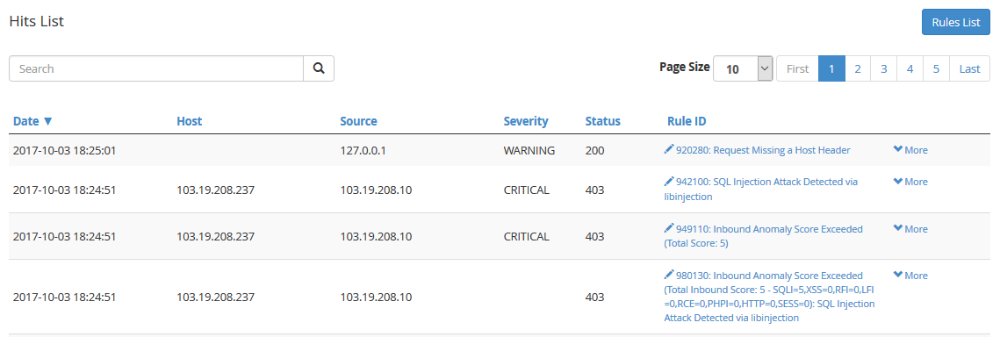 Hits List
Rules List
Search
Page Size 10 First 1 2 3 4 5 Last
Date ▼ Host Source Severity Status Rule ID
2017-10-03 18:25:01 127.0.0.1 WARNING 200 920280: Request Missing a Host Header More
2017-10-03 18:24:51 103.19.208.237 103.19.208.10 CRITICAL 403 942100: SQL Injection Attack Detected via More
libinjection
2017-10-03 18:24:51 103.19.208.237 103.19.208.10 CRITICAL 403 949110: Inbound Anomaly Score Exceeded More
(Total Score: 5)
980130: Inbound Anomaly Score Exceeded More
(Total Inbound Score: 5 - SQLI=5,XSS=0,RFI=0,LFI
2017-10-03 18:24:51 103.19.208.237 103.19.208.10 403 =0,RCE=0,PHPI=0,HTTP=0,SESS=0): SQL Injection
Attack Detected via libinjection